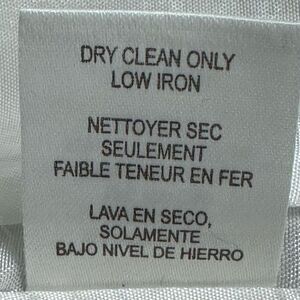 DRY CLEAN ONLY
LOW IRON
NETTOYER SEC
SEULEMENT
FAIBLE TENEUR EN FER
LAVA EN SECO,
SOLAMENTE
BAJO NIVEL DE HIERRO